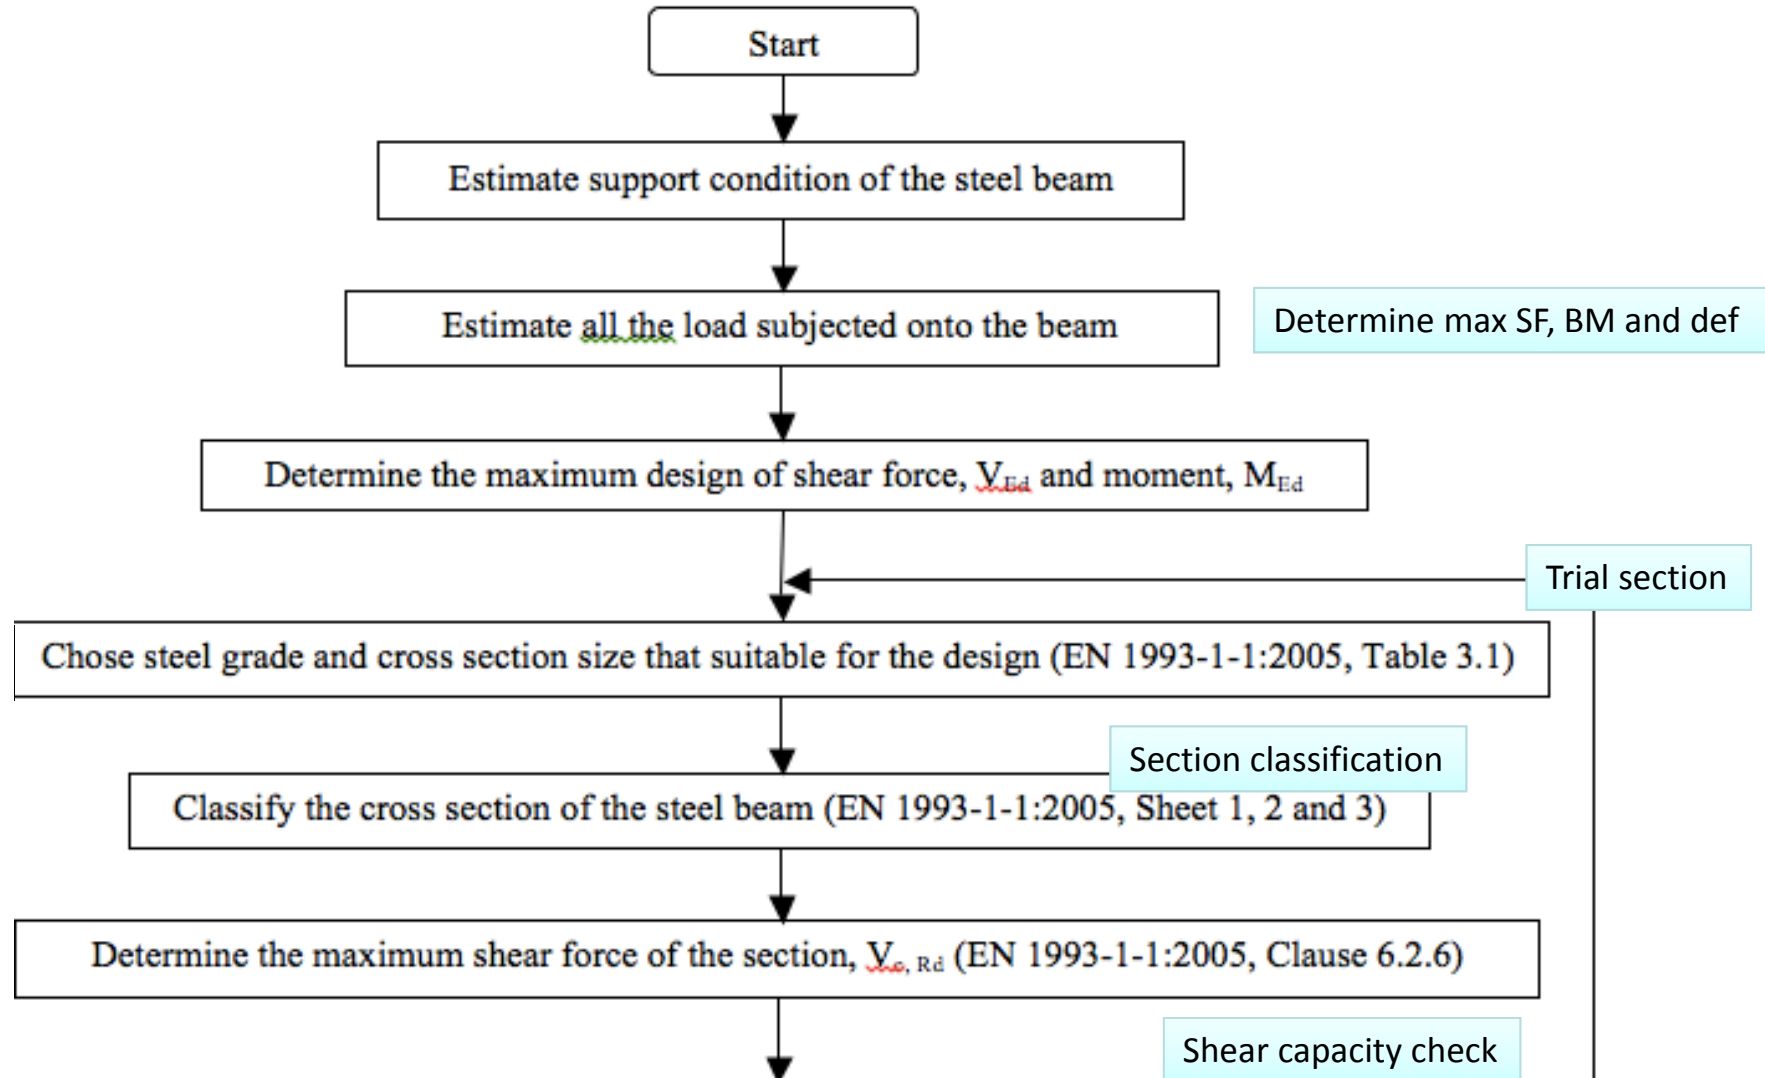 Start
Estimate support condition of the steel beam
Estimate all the load subjected onto the beam
Determine max SF, BM and def
Determine the maximum design of shear force, VEd and moment, MEd
Trial section
Chose steel grade and cross section size that suitable for the design (EN 1993-1-1:2005, Table 3.1)
Section classification
Classify the cross section of the steel beam (EN 1993-1-1:2005, Sheet 1, 2 and 3)
Determine the maximum shear force of the section, Vc, Rd (EN 1993-1-1:2005, Clause 6.2.6)
Shear capacity check